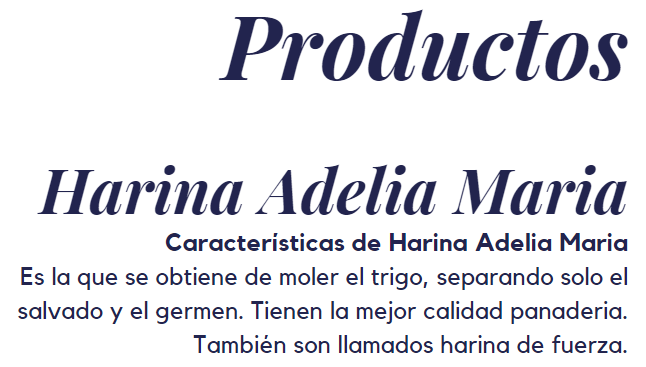 Productos
Harina Adelia Maria
Características de Harina Adelia Maria
Es la que se obtiene de moler el trigo, separando solo el
salvado y el germen. Tienen la mejor calidad panaderia.
También son llamados harina de fuerza.